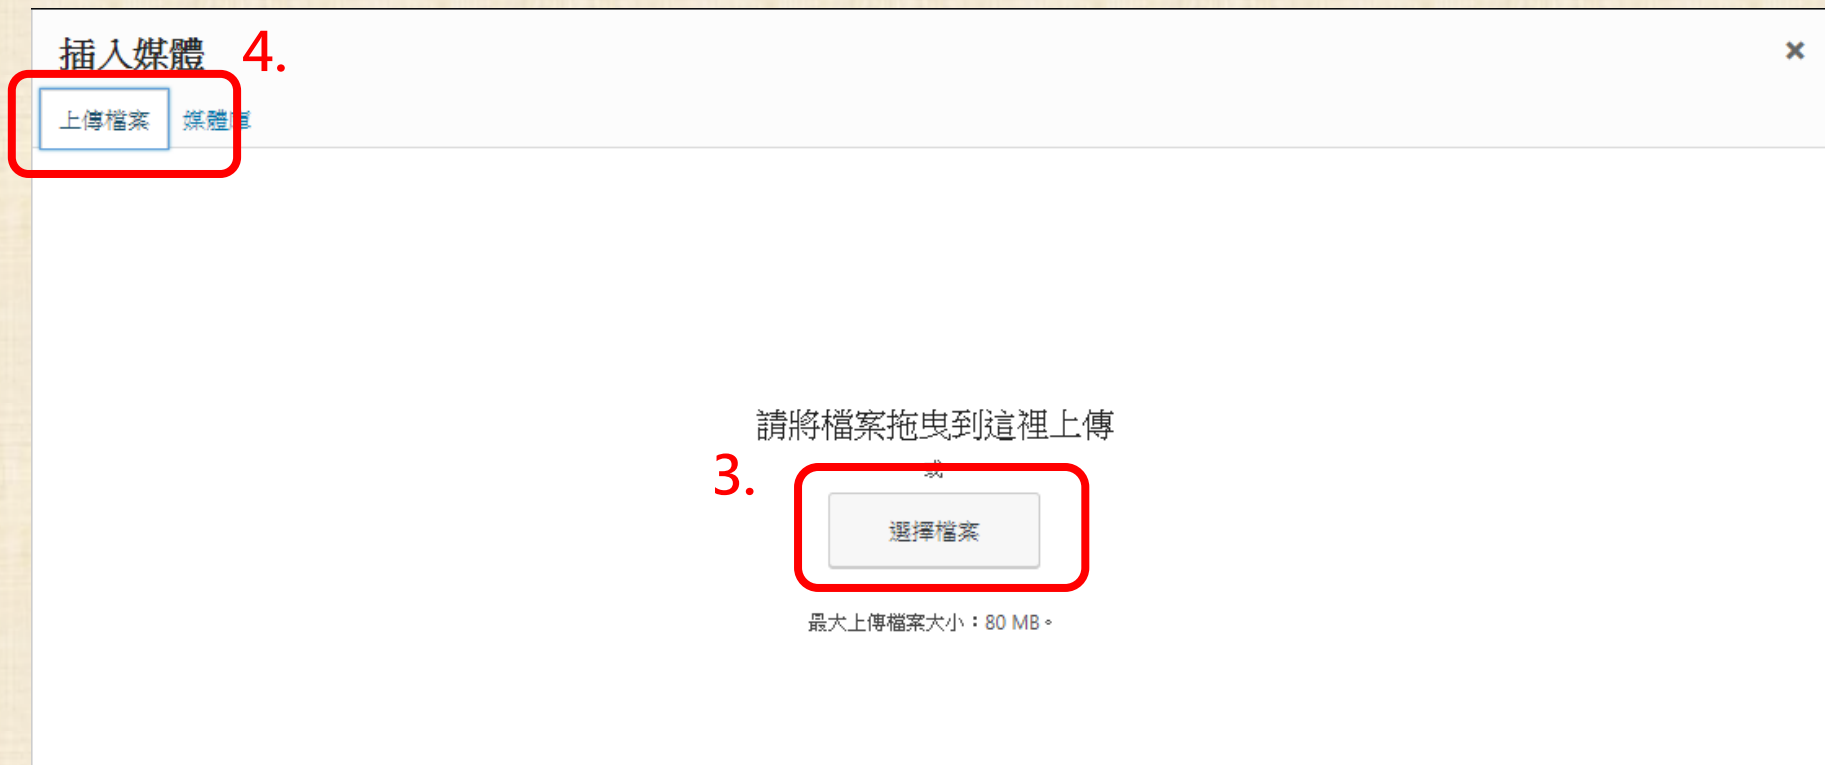 插入媒體 4.
上傳檔案 媒體庫
請將檔案拖曳到這裡上傳
或
3.
選擇檔案
最大上傳檔案大小：80 MB。